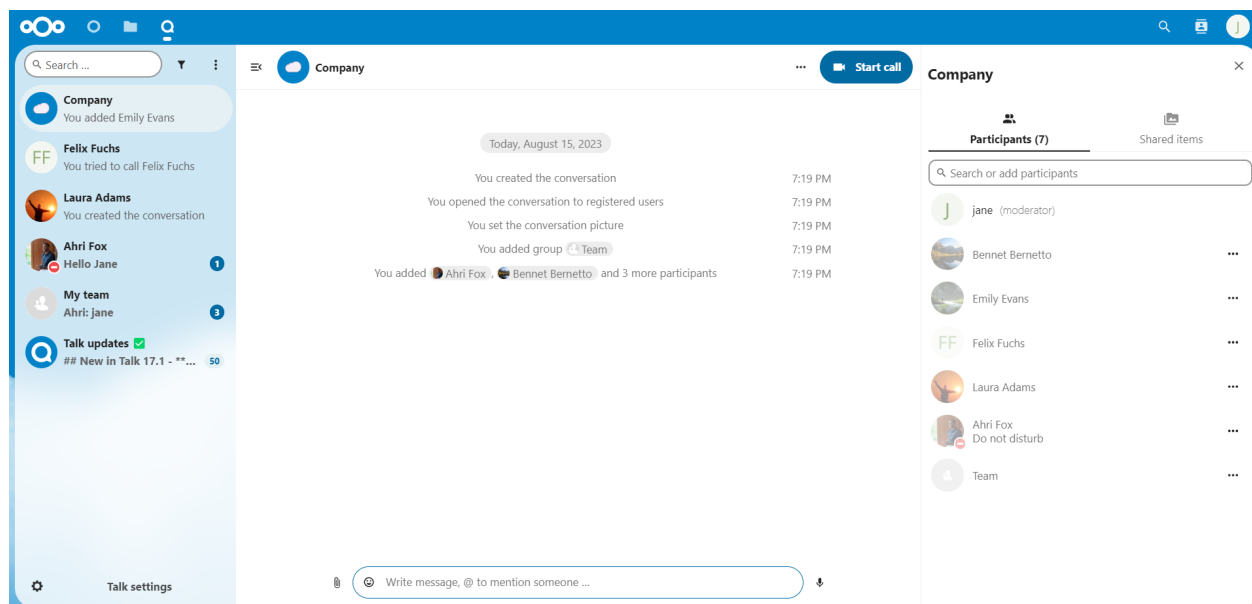 J
Search ...
Company
You added Emily Evans
FF
Felix Fuchs
You tried to call Felix Fuchs
Laura Adams
You created the conversation
Ahri Fox
Hello Jane
1
My team
Ahri: jane
3
Talk updates ✅
## New in Talk 17.1 - **...
50
Talk settings
Company
Start call
Today, August 15, 2023
You created the conversation 7:19 PM
You opened the conversation to registered users 7:19 PM
You set the conversation picture 7:19 PM
You added group Team 7:19 PM
You added Ahri Fox , Bennet Bernetto and 3 more participants 7:19 PM
Write message, @ to mention someone ...
Company
Participants (7)
Shared items
Search or add participants
J
jane (moderator)
Bennet Bernetto
Emily Evans
FF
Felix Fuchs
Laura Adams
Ahri Fox
Do not disturb
Team